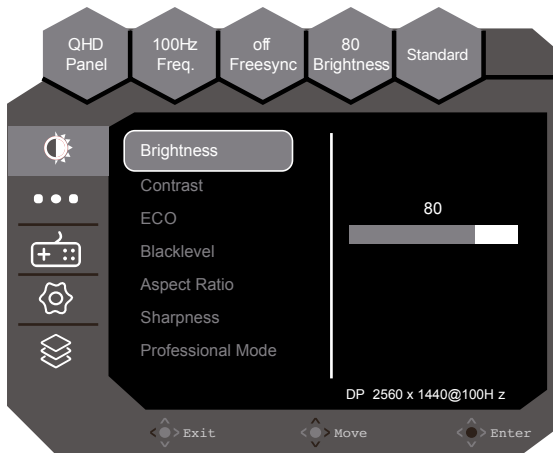 QHD
Panel
100Hz
Freq.
off
Freesync
80
Brightness
Standard
Brightness
Contrast
ECO
Blacklevel
Aspect Ratio
Sharpness
Professional Mode
80
DP 2560 x 1440@100H z
Exit
Move
Enter